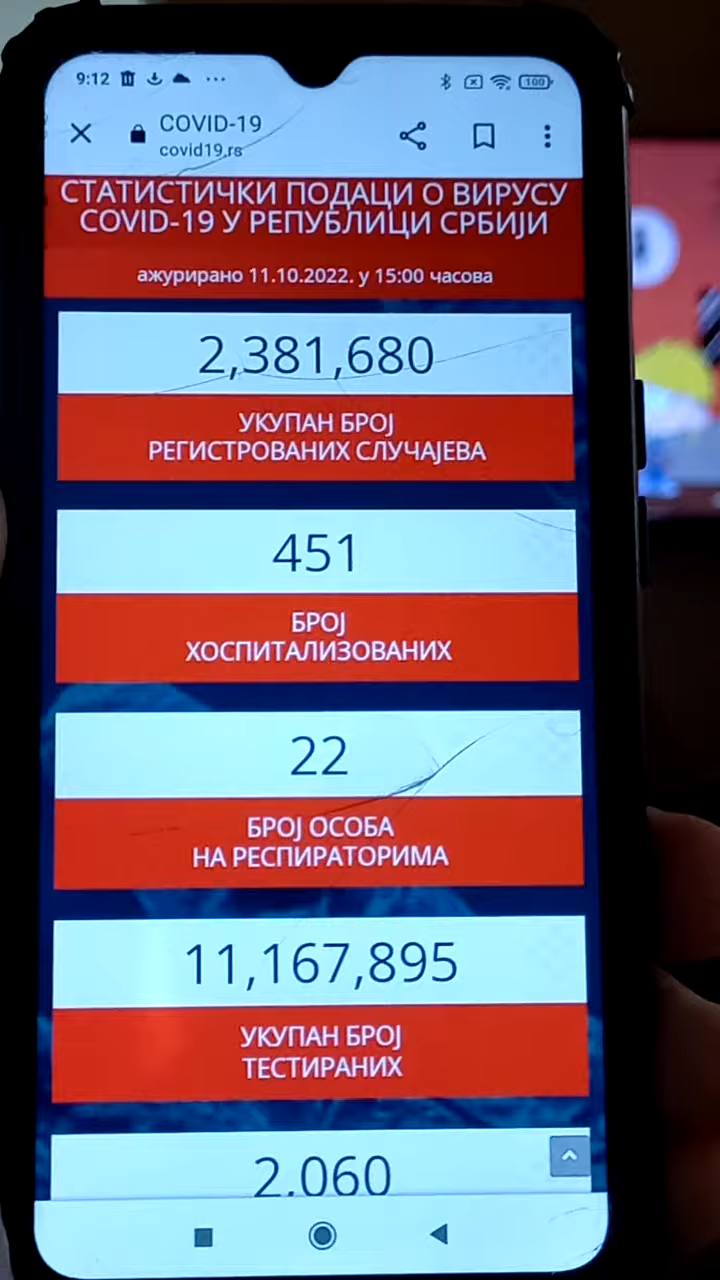 9:12
100
COVID-19
covid19.rs
СТАТИСТИЧКИ ПОДАЦИ О ВИРУСУ
COVID-19 У РЕПУБЛИЦИ СРБИЈИ
ажурирано 11.10.2022. у 15:00 часова
2,381,680
УКУПАН БРОЈ
РЕГИСТРОВАНИХ СЛУЧАЈЕВА
451
БРОЈ
ХОСПИТАЛИЗОВАНИХ
22
БРОЈ ОСОБА
НА РЕСПИРАТОРИМА
11,167,895
УКУПАН БРОЈ
ТЕСТИРАНИХ
2,060